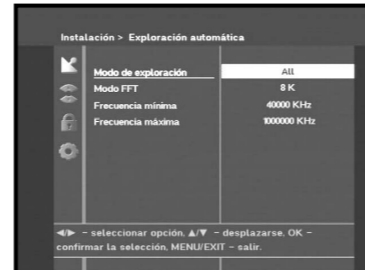 Instalación > Exploración automática
Modo de exploración All
Modo FFT 8 K
Frecuencia mínima 40000 KHz
Frecuencia máxima 1000000 KHz
◄/► – seleccionar opción, ▲/▼ – desplazarse, OK –
confirmar la selección, MENU/EXIT – salir.